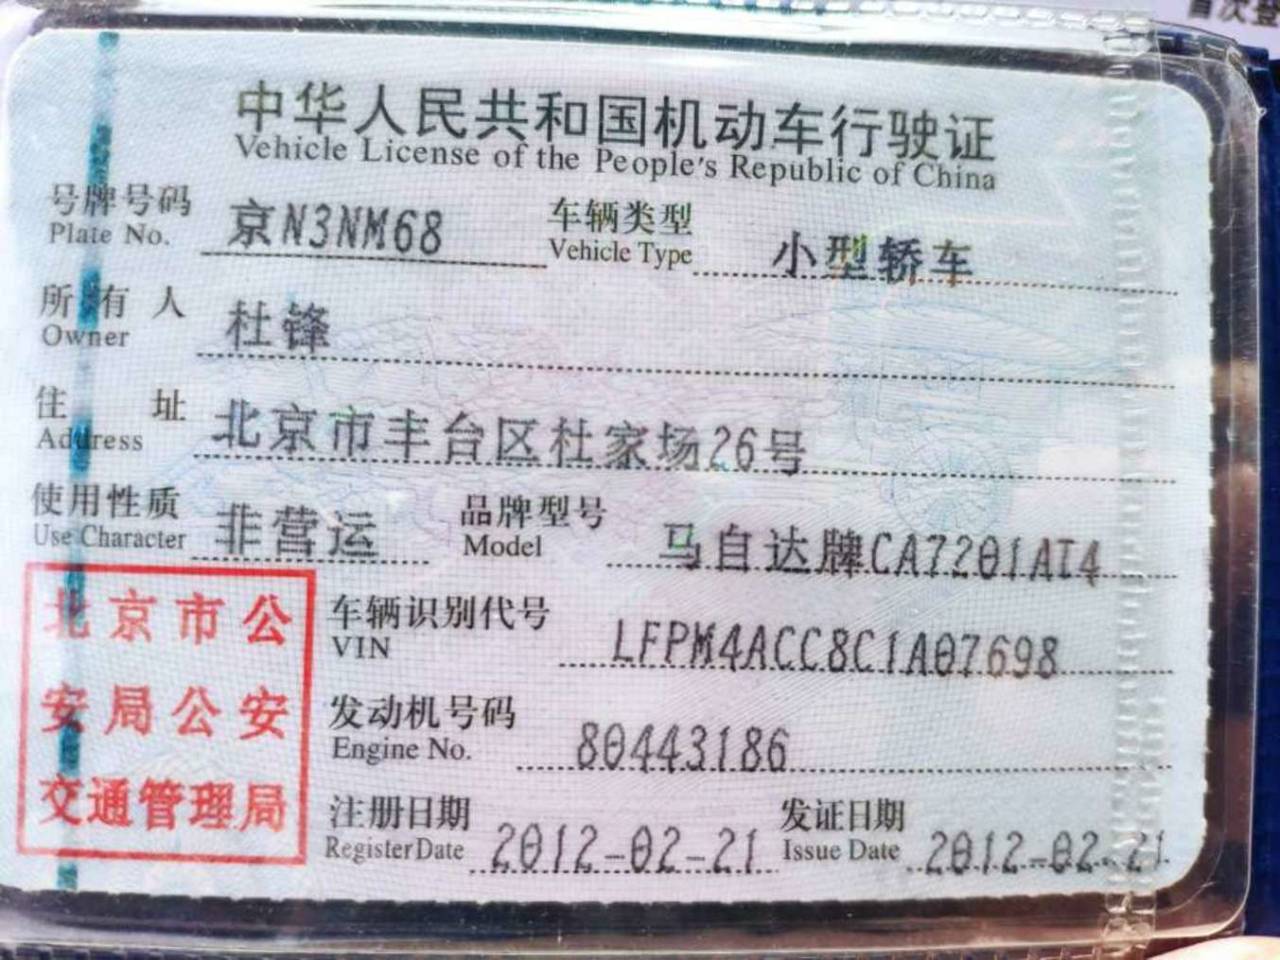 首次登
中华人民共和国机动车行驶证
Vehicle License of the People's Republic of China
号牌号码 京N3NM68 车辆类型 小型轿车
Plate No. Vehicle Type
所有人 杜锋
Owner
住址 北京市丰台区杜家场26号
Address
使用性质 非营运 品牌型号 马自达牌CA7201AT4
Use Character Model
北京市公
安局公安
交通管理局
车辆识别代号 LFPM4ACC8C1A07698
VIN
发动机号码 80443186
Engine No.
注册日期 2012-02-21 发证日期 2012-02-21
Register Date Issue Date